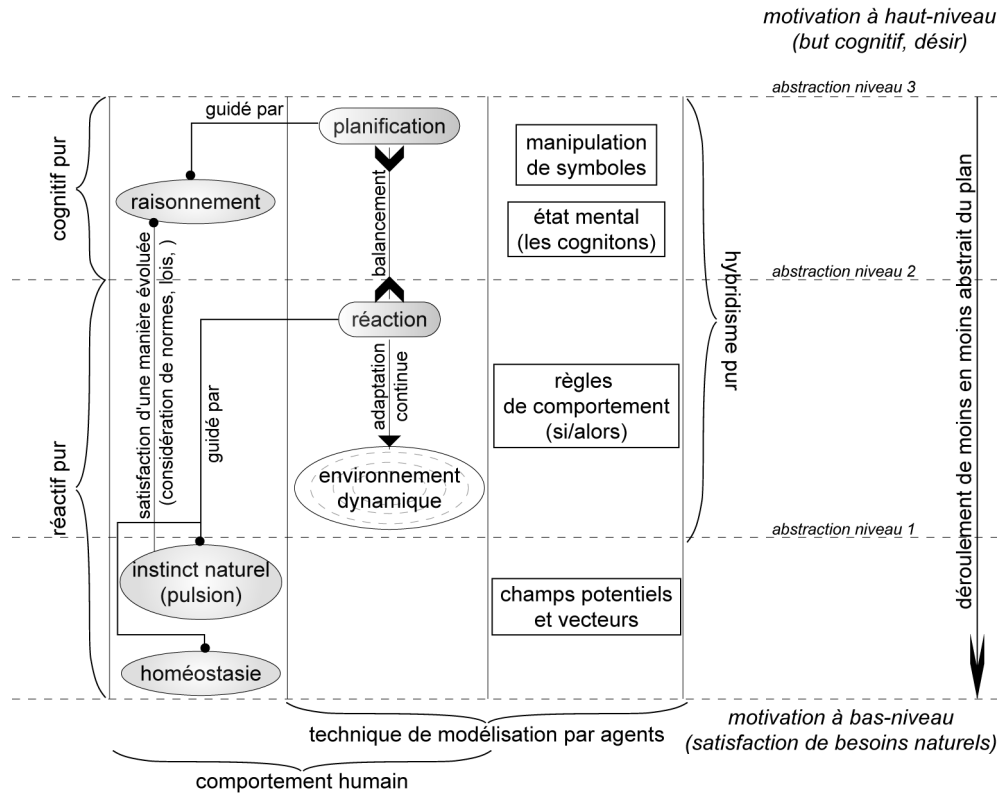 motivation à haut-niveau
(but cognitif, désir)
abstraction niveau 3
guidé par
planification
manipulation
de symboles
cognitif pur
raisonnement
balancement
état mental
(les cognitons)
abstraction niveau 2
satisfaction d'une manière évoluée
(considération de normes, lois, )
réaction
hybridisme pur
déroulement de moins en moins abstrait du plan
guidé par
adaptation
continue
règles
de comportement
(si/alors)
réactif pur
environnement
dynamique
abstraction niveau 1
instinct naturel
(pulsion)
champs potentiels
et vecteurs
homéostasie
motivation à bas-niveau
(satisfaction de besoins naturels)
technique de modélisation par agents
comportement humain